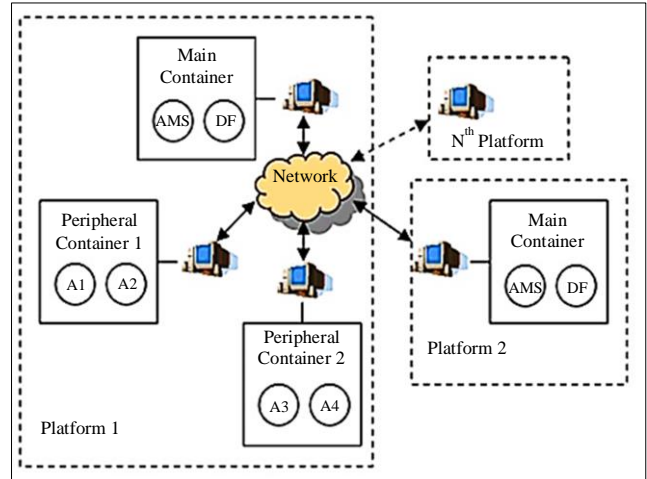 Main
Container
AMS
DF
Network
N^th Platform
Peripheral
Container 1
A1
A2
Main
Container
AMS
DF
Peripheral
Container 2
A3
A4
Platform 2
Platform 1